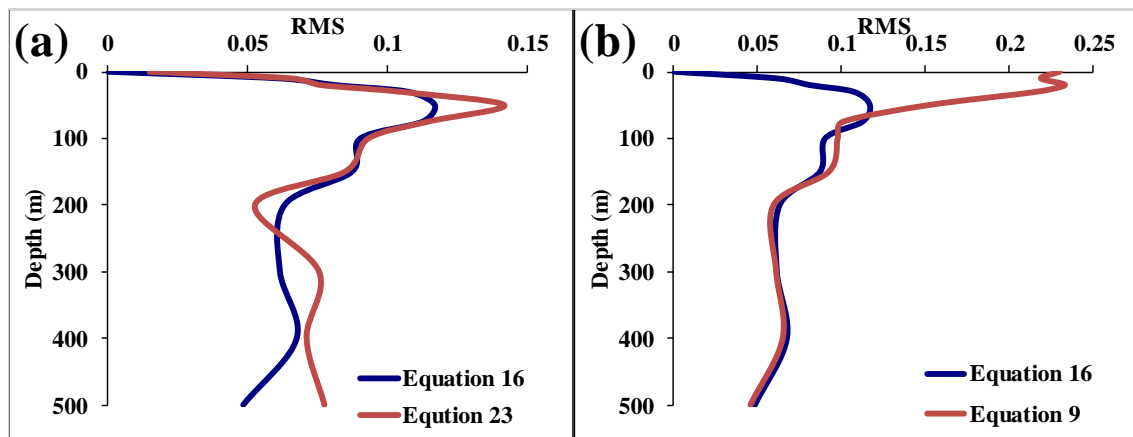 (a)
RMS
0 0.05 0.1 0.15
0
100
200
300
400
500
Depth (m)
Equation 16
Eqution 23
(b)
RMS
0 0.05 0.1 0.15 0.2 0.25
0
100
200
300
400
500
Depth (m)
Equation 16
Equation 9